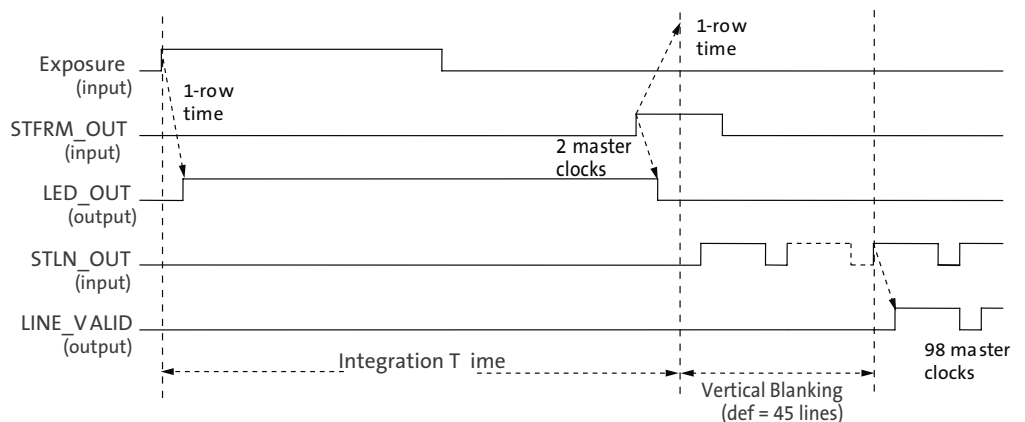 1-row
time
Exposure
(input)
1-row
time
STFRM_OUT
(input)
2 master
clocks
LED_OUT
(output)
STLN_OUT
(input)
LINE_VALID
(output)
98 master
clocks
Integration T ime
Vertical Blanking
(def = 45 lines)